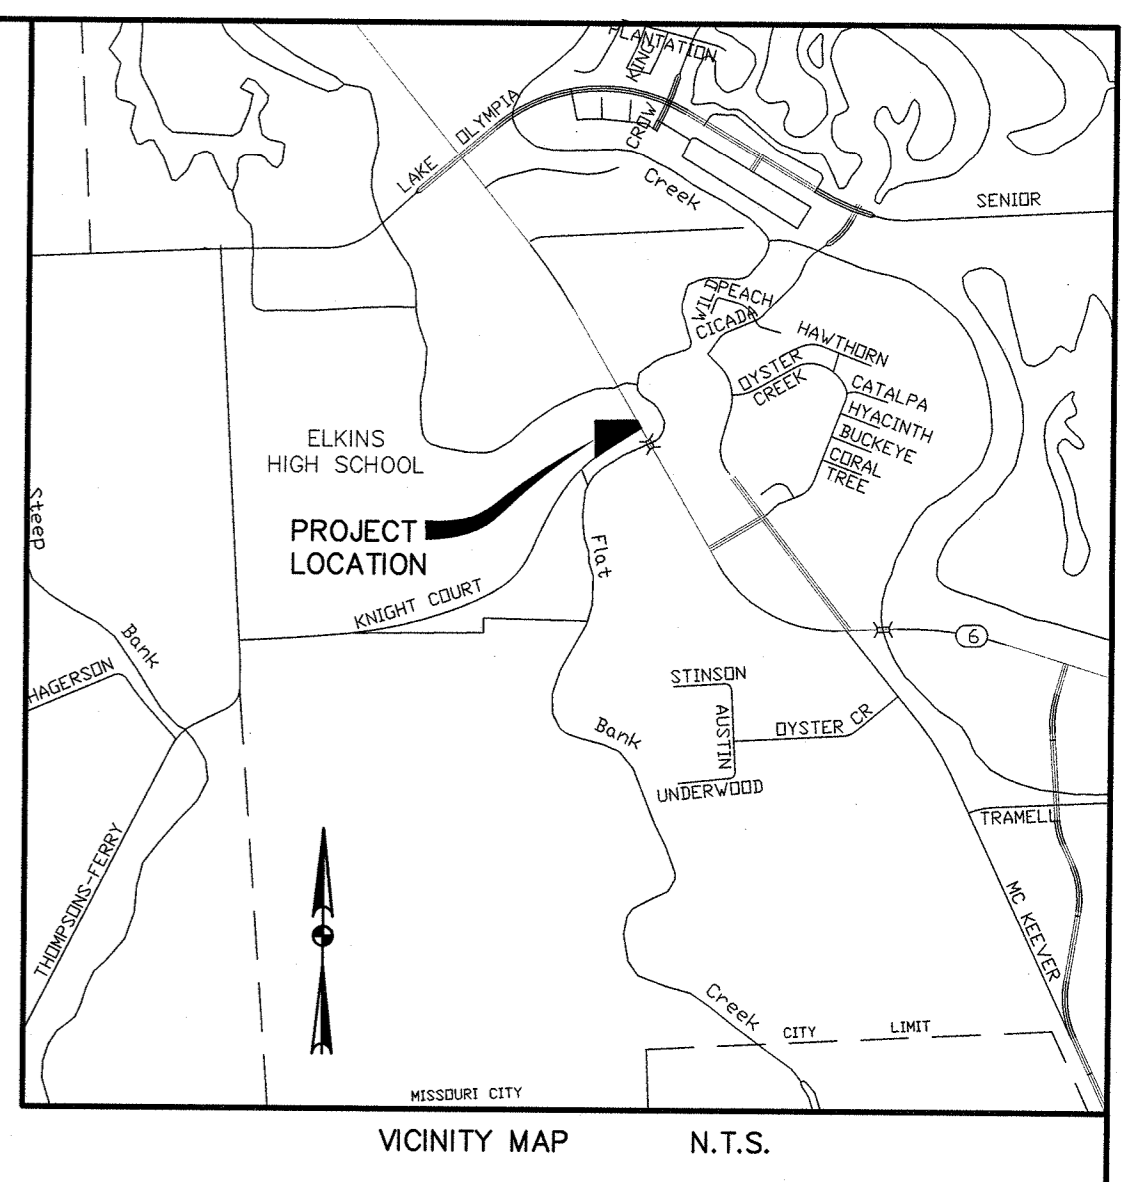 PLANTATION
KING
LAKE OLYMPIA
CROW
Creek
SENIOR
WILD
PEACH
CICADA
HAWTHORN
OYSTER
CREEK
CATALPA
HYACINTH
BUCKEYE
CORAL
TREE
ELKINS
HIGH SCHOOL
Steep
PROJECT
LOCATION
Flat
KNIGHT COURT
Bank
6
HAGERSON
STINSON
AUSTIN
OYSTER CR
Bank
UNDERWOOD
TRAMELL
THOMPSONS-FERRY
MC KEEVER
Creek
CITY LIMIT
MISSOURI CITY
VICINITY MAP N.T.S.